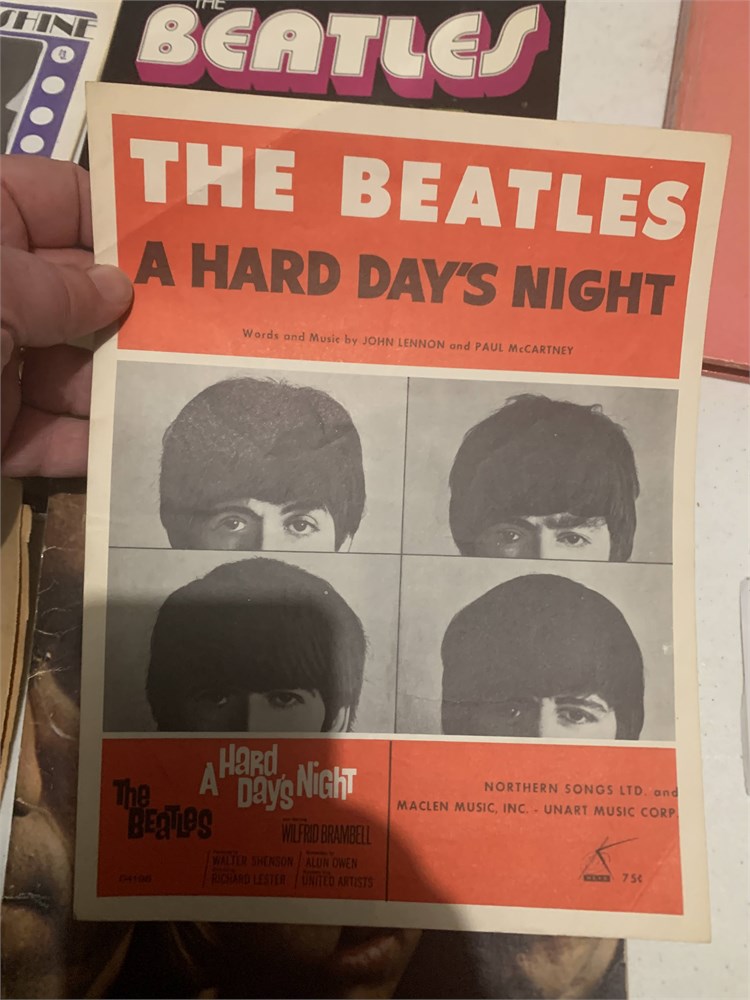 SHINE
THE
BEATLES
THE BEATLES
A HARD DAY'S NIGHT
Words and Music by JOHN LENNON and PAUL McCARTNEY
The
BEATLES
A Hard
Day's Night
WILFRID BRAMBELL
WALTER SHENSON
ALUN OWEN
RICHARD LESTER
UNITED ARTISTS
NORTHERN SONGS LTD. and
MACLEN MUSIC, INC. - UNART MUSIC CORP.
75¢